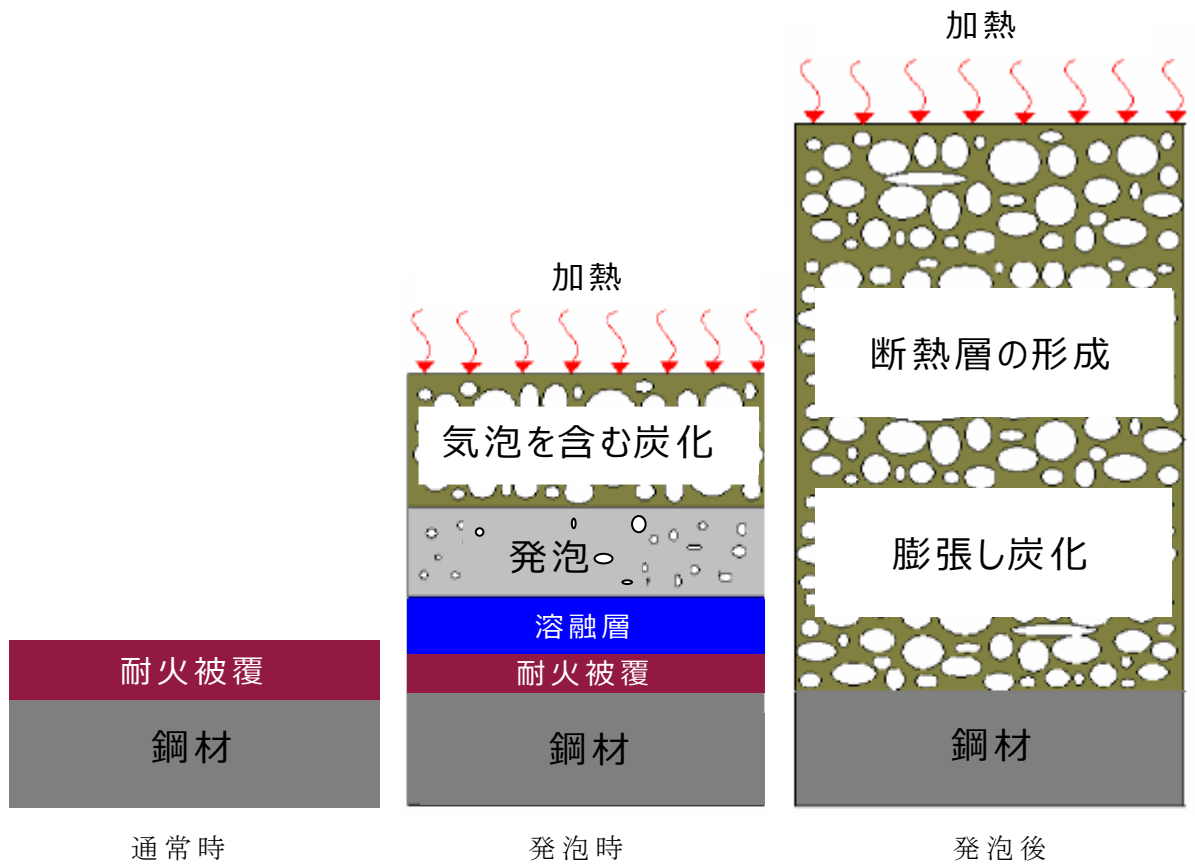 耐火被覆
鋼材
通常時
加熱
気泡を含む炭化
発泡
溶融層
耐火被覆
鋼材
発泡時
加熱
断熱層の形成
膨張し炭化
鋼材
発泡後